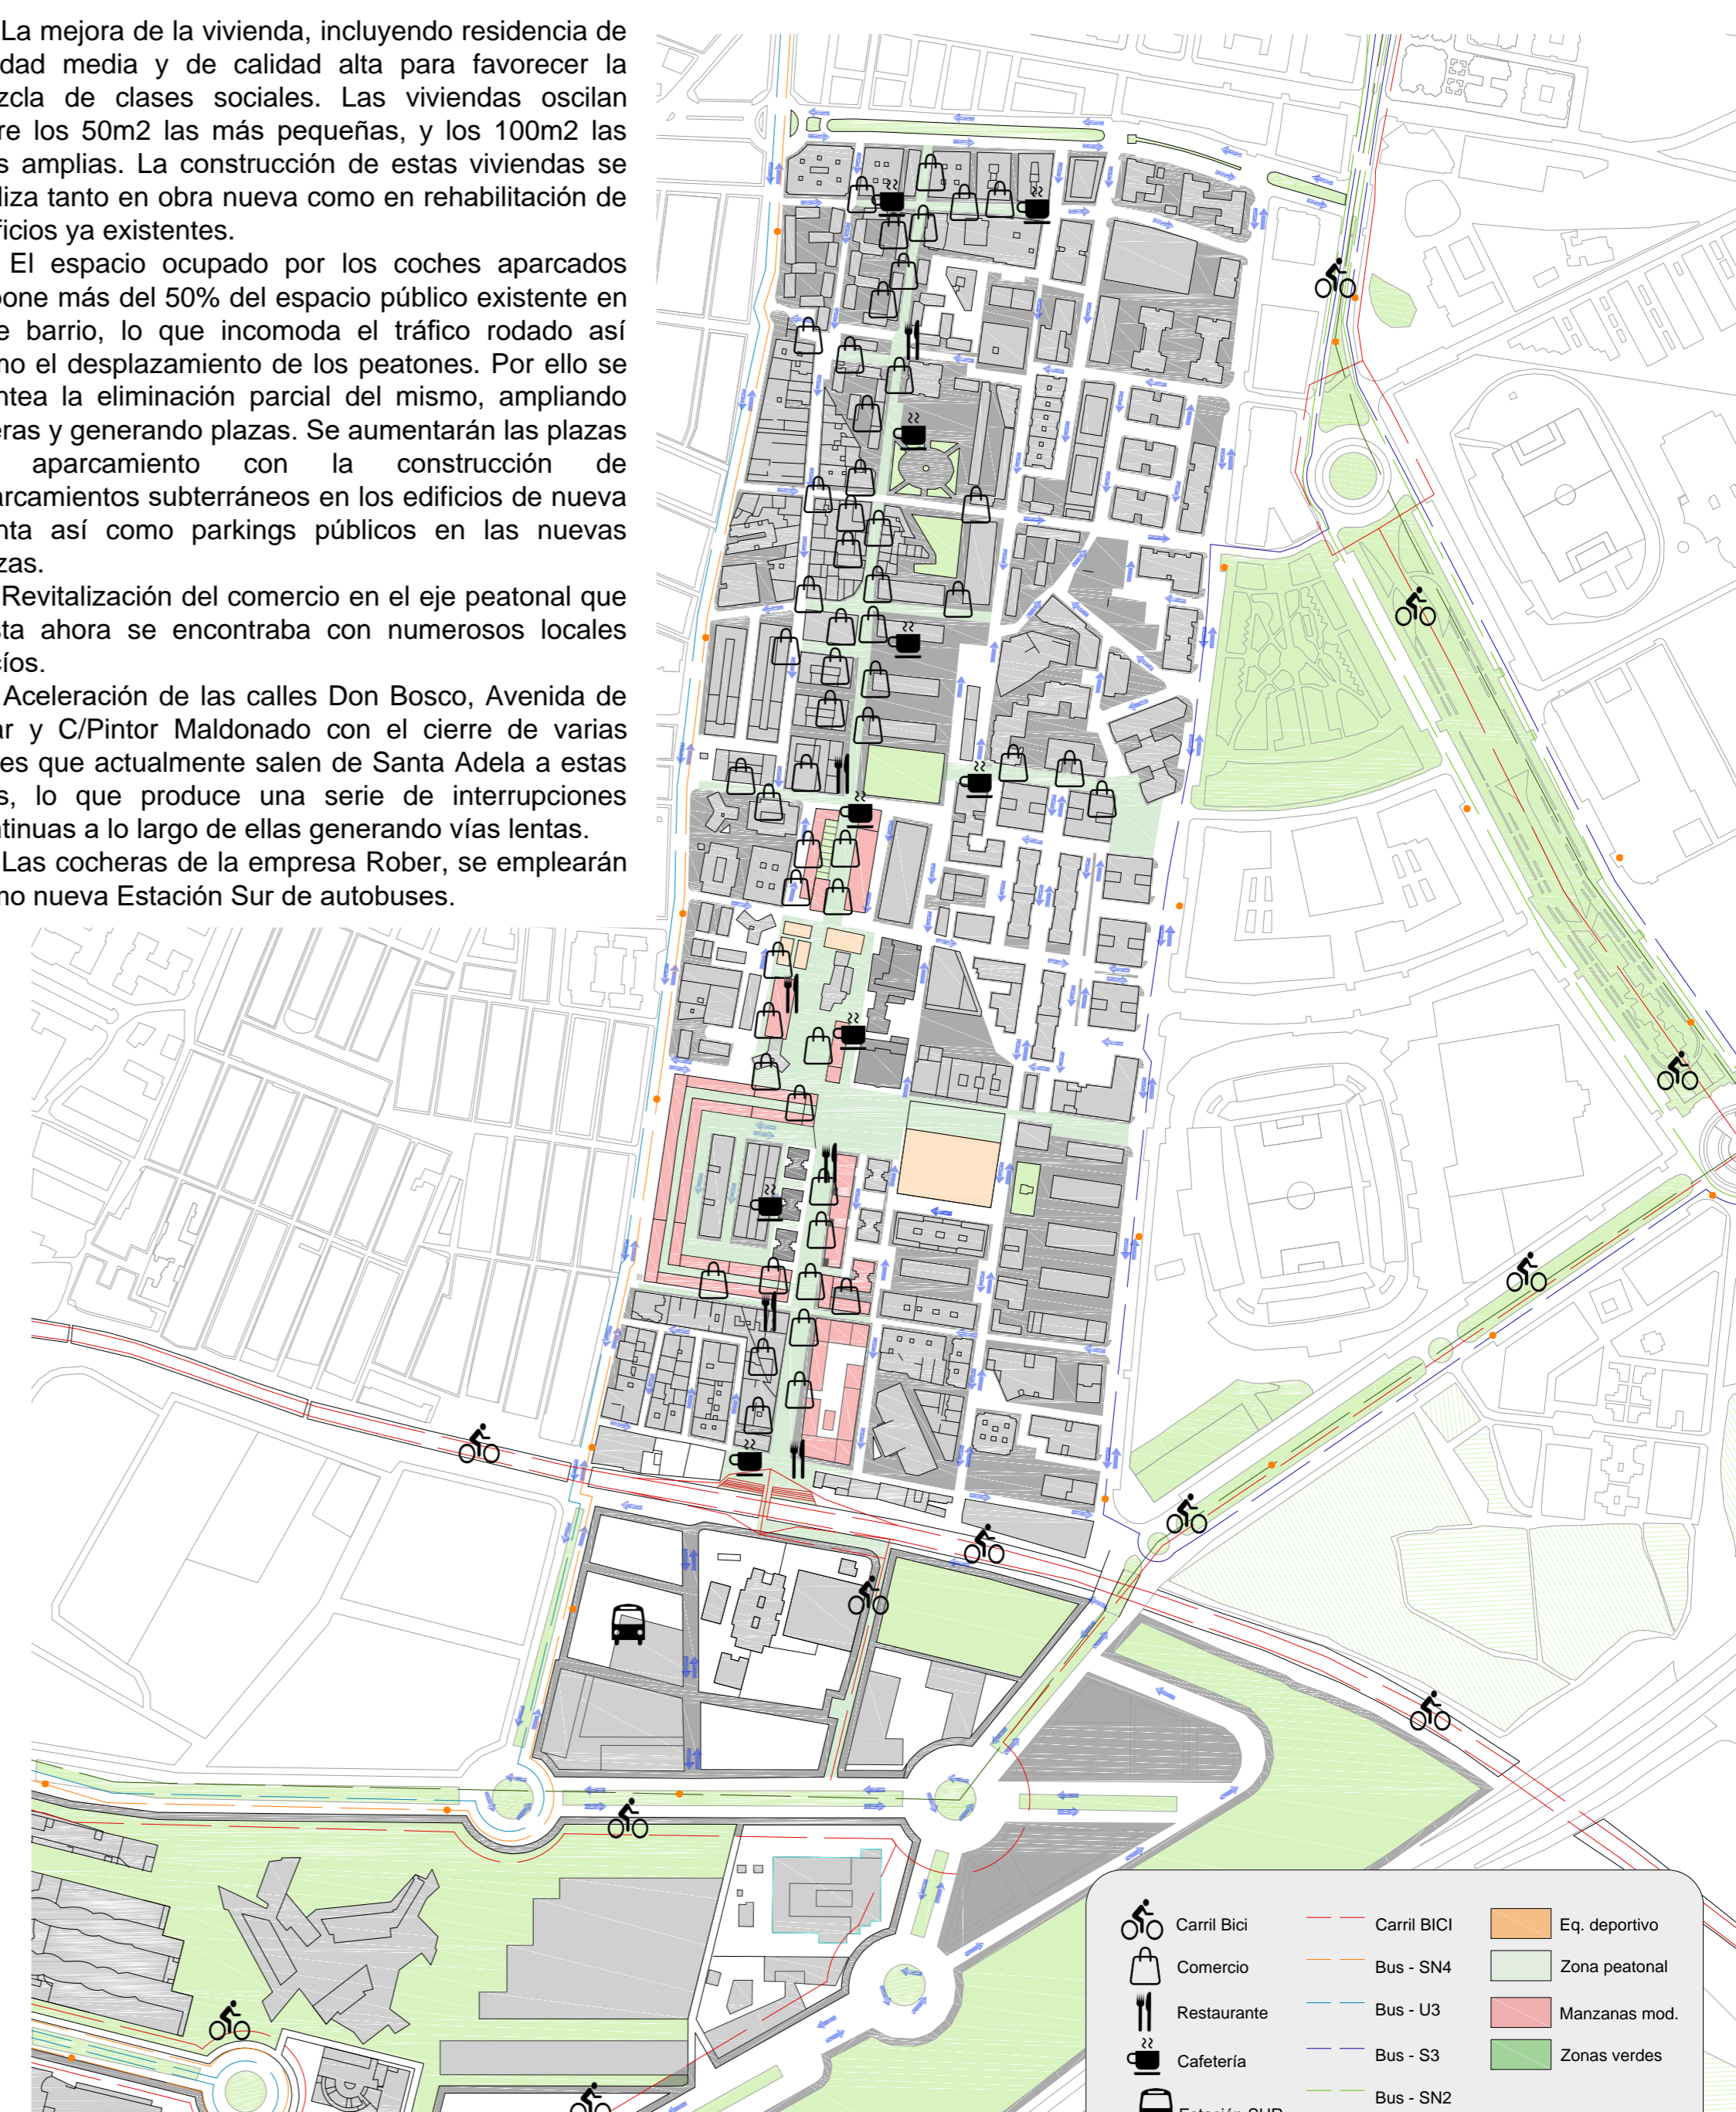 La mejora de la vivienda, incluyendo residencia de
dad media y de calidad alta para favorecer la
zcla de clases sociales. Las viviendas oscilan
re los 50m2 las más pequeñas, y los 100m2 las
s amplias. La construcción de estas viviendas se
liza tanto en obra nueva como en rehabilitación de
ficios ya existentes.
El espacio ocupado por los coches aparcados
pone más del 50% del espacio público existente en
e barrio, lo que incomoda el tráfico rodado así
mo el desplazamiento de los peatones. Por ello se
ntea la eliminación parcial del mismo, ampliando
eras y generando plazas. Se aumentarán las plazas
aparcamiento con la construcción de
arcamientos subterráneos en los edificios de nueva
nta así como parkings públicos en las nuevas
zas.
Revitalización del comercio en el eje peatonal que
sta ahora se encontraba con numerosos locales
cíos.
Aceleración de las calles Don Bosco, Avenida de
ar y C/Pintor Maldonado con el cierre de varias
es que actualmente salen de Santa Adela a estas
s, lo que produce una serie de interrupciones
ntinuas a lo largo de ellas generando vías lentas.
Las cocheras de la empresa Rober, se emplearán
mo nueva Estación Sur de autobuses.
Carril Bici
Comercio
Restaurante
Cafetería
Estación SUR
Carril BICI
Bus - SN4
Bus - U3
Bus - S3
Bus - SN2
Eq. deportivo
Zona peatonal
Manzanas mod.
Zonas verdes